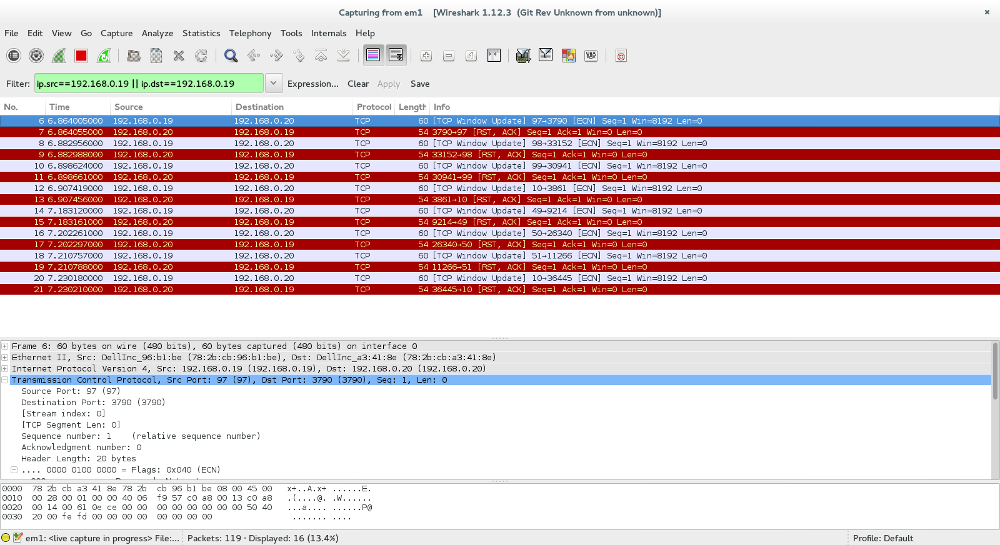 Capturing from em1 [Wireshark 1.12.3 (Git Rev Unknown from unknown)]
File Edit View Go Capture Analyze Statistics Telephony Tools Internals Help
Filter: ip.src==192.168.0.19 || ip.dst==192.168.0.19 Expression... Clear Apply Save
No. Time Source Destination Protocol Length Info
6 6.864005000 192.168.0.19 192.168.0.20 TCP 60 [TCP Window Update] 97→3790 [ECN] Seq=1 Win=8192 Len=0
7 6.864055000 192.168.0.20 192.168.0.19 TCP 54 3790→97 [RST, ACK] Seq=1 Ack=1 Win=0 Len=0
8 6.882956000 192.168.0.19 192.168.0.20 TCP 60 [TCP Window Update] 98→33152 [ECN] Seq=1 Win=8192 Len=0
9 6.882988000 192.168.0.20 192.168.0.19 TCP 54 33152→98 [RST, ACK] Seq=1 Ack=1 Win=0 Len=0
10 6.898624000 192.168.0.19 192.168.0.20 TCP 60 [TCP Window Update] 99→30941 [ECN] Seq=1 Win=8192 Len=0
11 6.898661000 192.168.0.20 192.168.0.19 TCP 54 30941→99 [RST, ACK] Seq=1 Ack=1 Win=0 Len=0
12 6.907419000 192.168.0.19 192.168.0.20 TCP 60 [TCP Window Update] 10→3861 [ECN] Seq=1 Win=8192 Len=0
13 6.907456000 192.168.0.20 192.168.0.19 TCP 54 3861→10 [RST, ACK] Seq=1 Ack=1 Win=0 Len=0
14 7.183120000 192.168.0.19 192.168.0.20 TCP 60 [TCP Window Update] 49→9214 [ECN] Seq=1 Win=8192 Len=0
15 7.183161000 192.168.0.20 192.168.0.19 TCP 54 9214→49 [RST, ACK] Seq=1 Ack=1 Win=0 Len=0
16 7.202261000 192.168.0.19 192.168.0.20 TCP 60 [TCP Window Update] 50→26340 [ECN] Seq=1 Win=8192 Len=0
17 7.202297000 192.168.0.20 192.168.0.19 TCP 54 26340→50 [RST, ACK] Seq=1 Ack=1 Win=0 Len=0
18 7.210757000 192.168.0.19 192.168.0.20 TCP 60 [TCP Window Update] 51→11266 [ECN] Seq=1 Win=8192 Len=0
19 7.210788000 192.168.0.20 192.168.0.19 TCP 54 11266→51 [RST, ACK] Seq=1 Ack=1 Win=0 Len=0
20 7.230180000 192.168.0.19 192.168.0.20 TCP 60 [TCP Window Update] 10→36445 [ECN] Seq=1 Win=8192 Len=0
21 7.230210000 192.168.0.20 192.168.0.19 TCP 54 36445→10 [RST, ACK] Seq=1 Ack=1 Win=0 Len=0
Frame 6: 60 bytes on wire (480 bits), 60 bytes captured (480 bits) on interface 0
Ethernet II, Src: DellInc_96:b1:be (78:2b:cb:96:b1:be), Dst: DellInc_a3:41:8e (78:2b:cb:a3:41:8e)
Internet Protocol Version 4, Src: 192.168.0.19 (192.168.0.19), Dst: 192.168.0.20 (192.168.0.20)
Transmission Control Protocol, Src Port: 97 (97), Dst Port: 3790 (3790), Seq: 1, Len: 0
Source Port: 97 (97)
Destination Port: 3790 (3790)
[Stream index: 0]
[TCP Segment Len: 0]
Sequence number: 1 (relative sequence number)
Acknowledgment number: 0
Header Length: 20 bytes
.... 0000 0100 0000 = Flags: 0x040 (ECN)
0000 78 2b cb a3 41 8e 78 2b cb 96 b1 be 08 00 45 00 x+..A.x+ ......E.
0010 00 28 00 01 00 00 40 06 f9 57 c0 a8 00 13 c0 a8 .(....@. .W......
0020 00 14 00 61 0e ce 00 00 00 00 00 00 00 00 50 40 ...a.... ......P@
0030 20 00 fe fd 00 00 00 00 00 00 00 00 ....... ....
em1: <live capture in progress> File:... Packets: 119 · Displayed: 16 (13.4%) Profile: Default